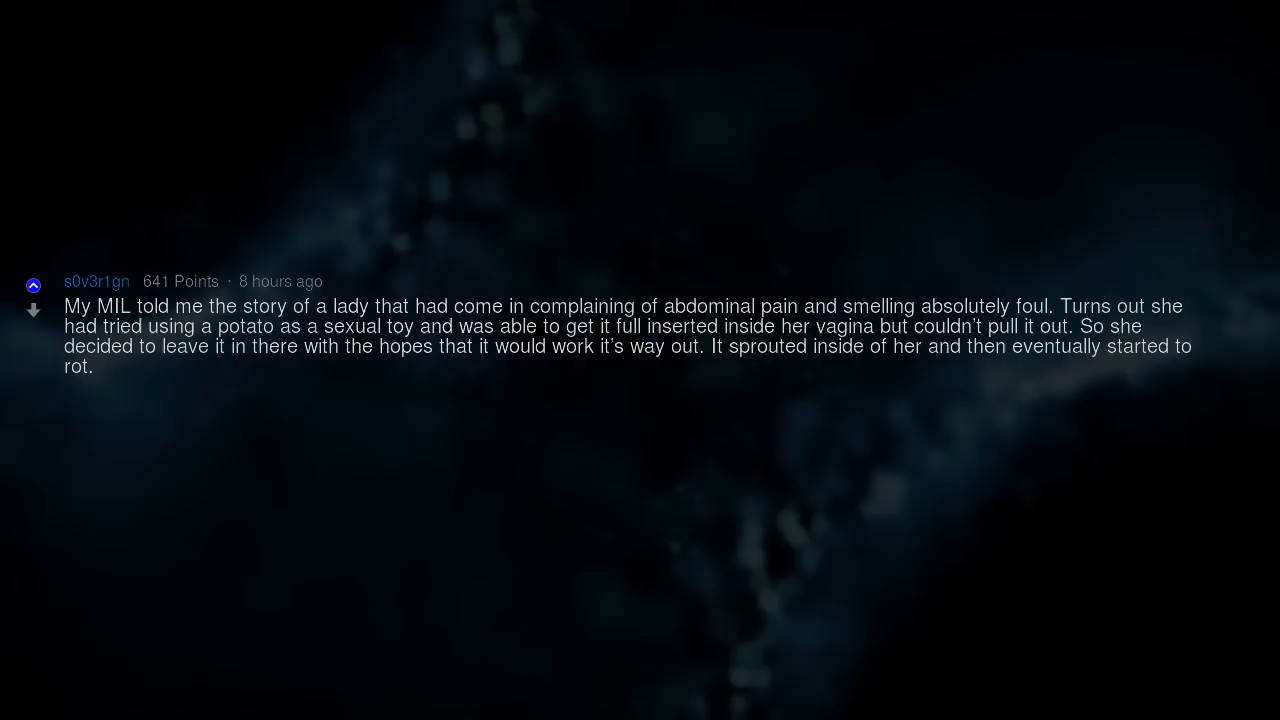 s0v3r1gn 641 Points · 8 hours ago
My MIL told me the story of a lady that had come in complaining of abdominal pain and smelling absolutely foul. Turns out she
had tried using a potato as a sexual toy and was able to get it full inserted inside her vagina but couldn't pull it out. So she
decided to leave it in there with the hopes that it would work it's way out. It sprouted inside of her and then eventually started to
rot.